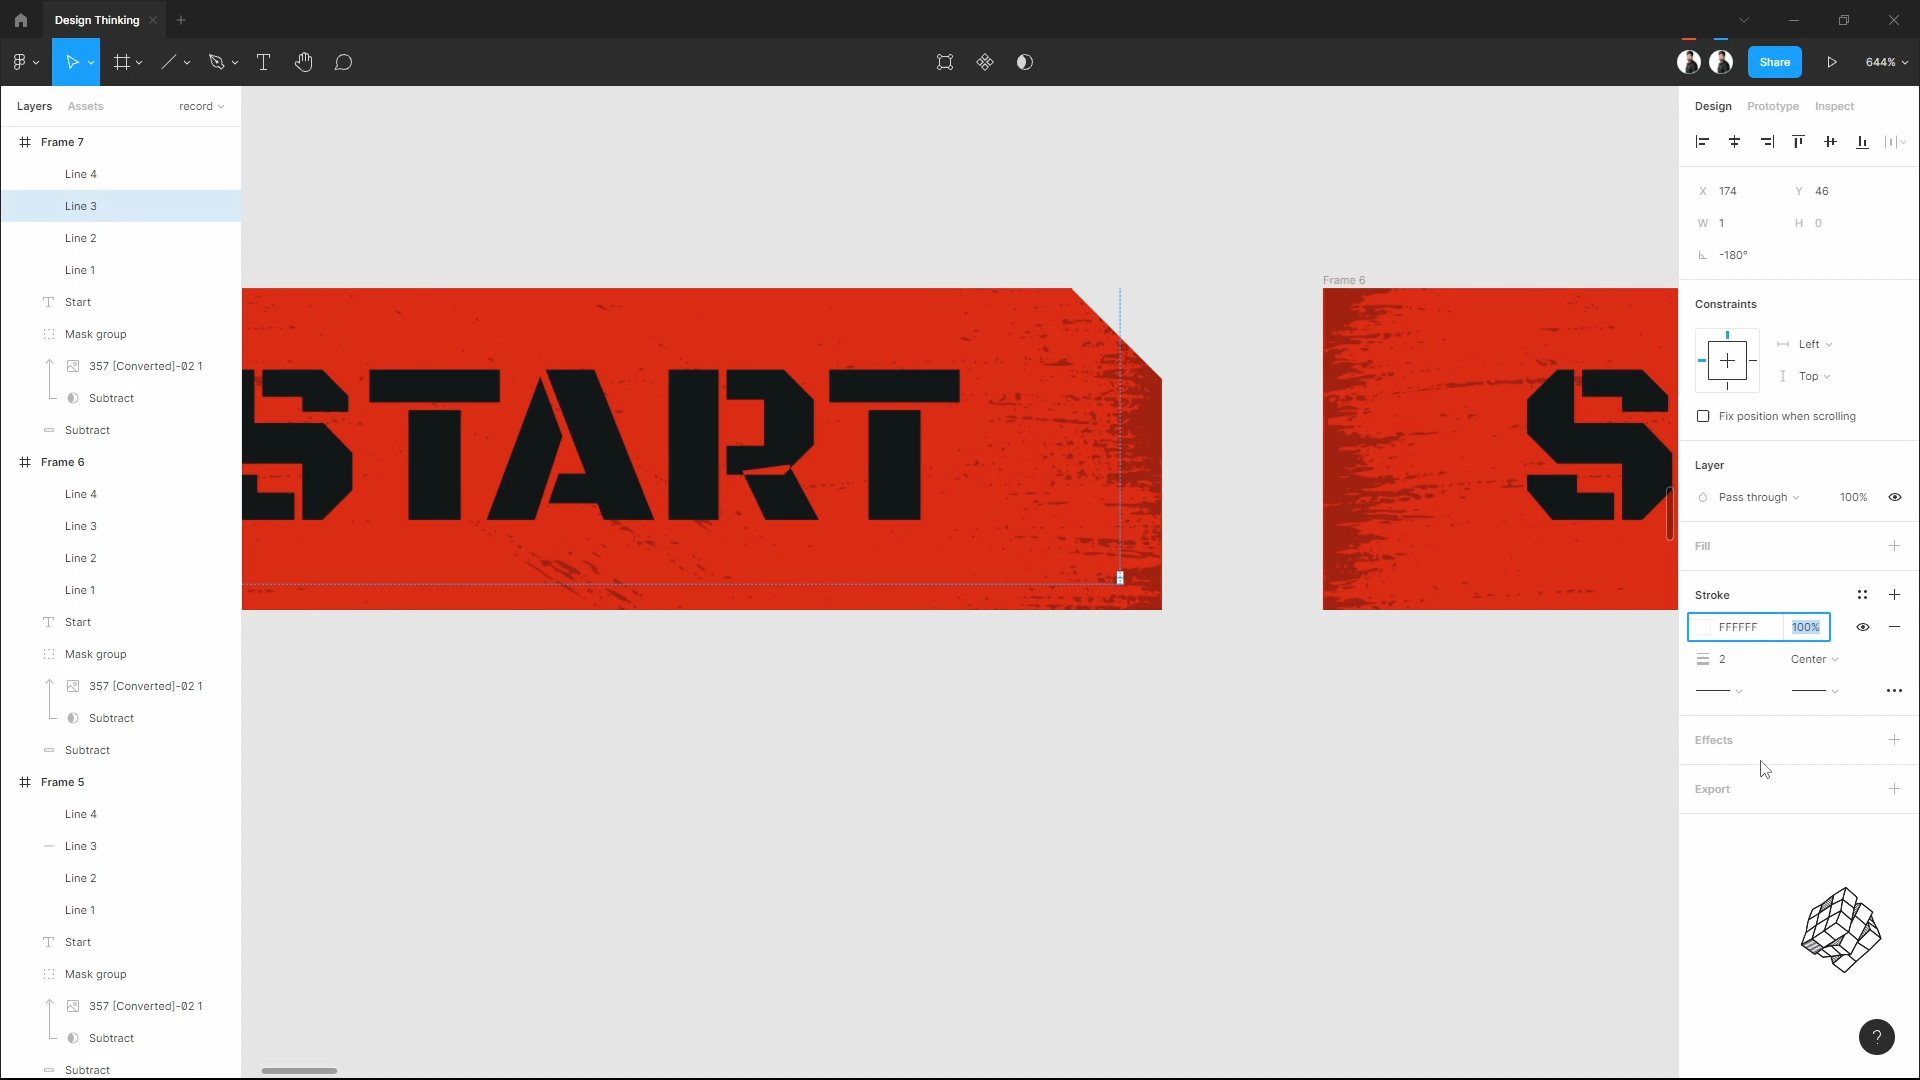 Design Thinking
Share
644%
Layers
Assets
record
Frame 7
Line 4
Line 3
Line 2
Line 1
Start
Mask group
357 [Converted]-02 1
Subtract
Subtract
Frame 6
Line 4
Line 3
Line 2
Line 1
Start
Mask group
357 [Converted]-02 1
Subtract
Subtract
Frame 5
Line 4
Line 3
Line 2
Line 1
Start
Mask group
357 [Converted]-02 1
Subtract
Subtract
START
Frame 6
S
Design
Prototype
Inspect
X 174
Y 46
W 1
H 0
-180°
Constraints
Left
Top
Fix position when scrolling
Layer
Pass through
100%
Fill
Stroke
FFFFFF
100%
2
Center
Effects
Export
?